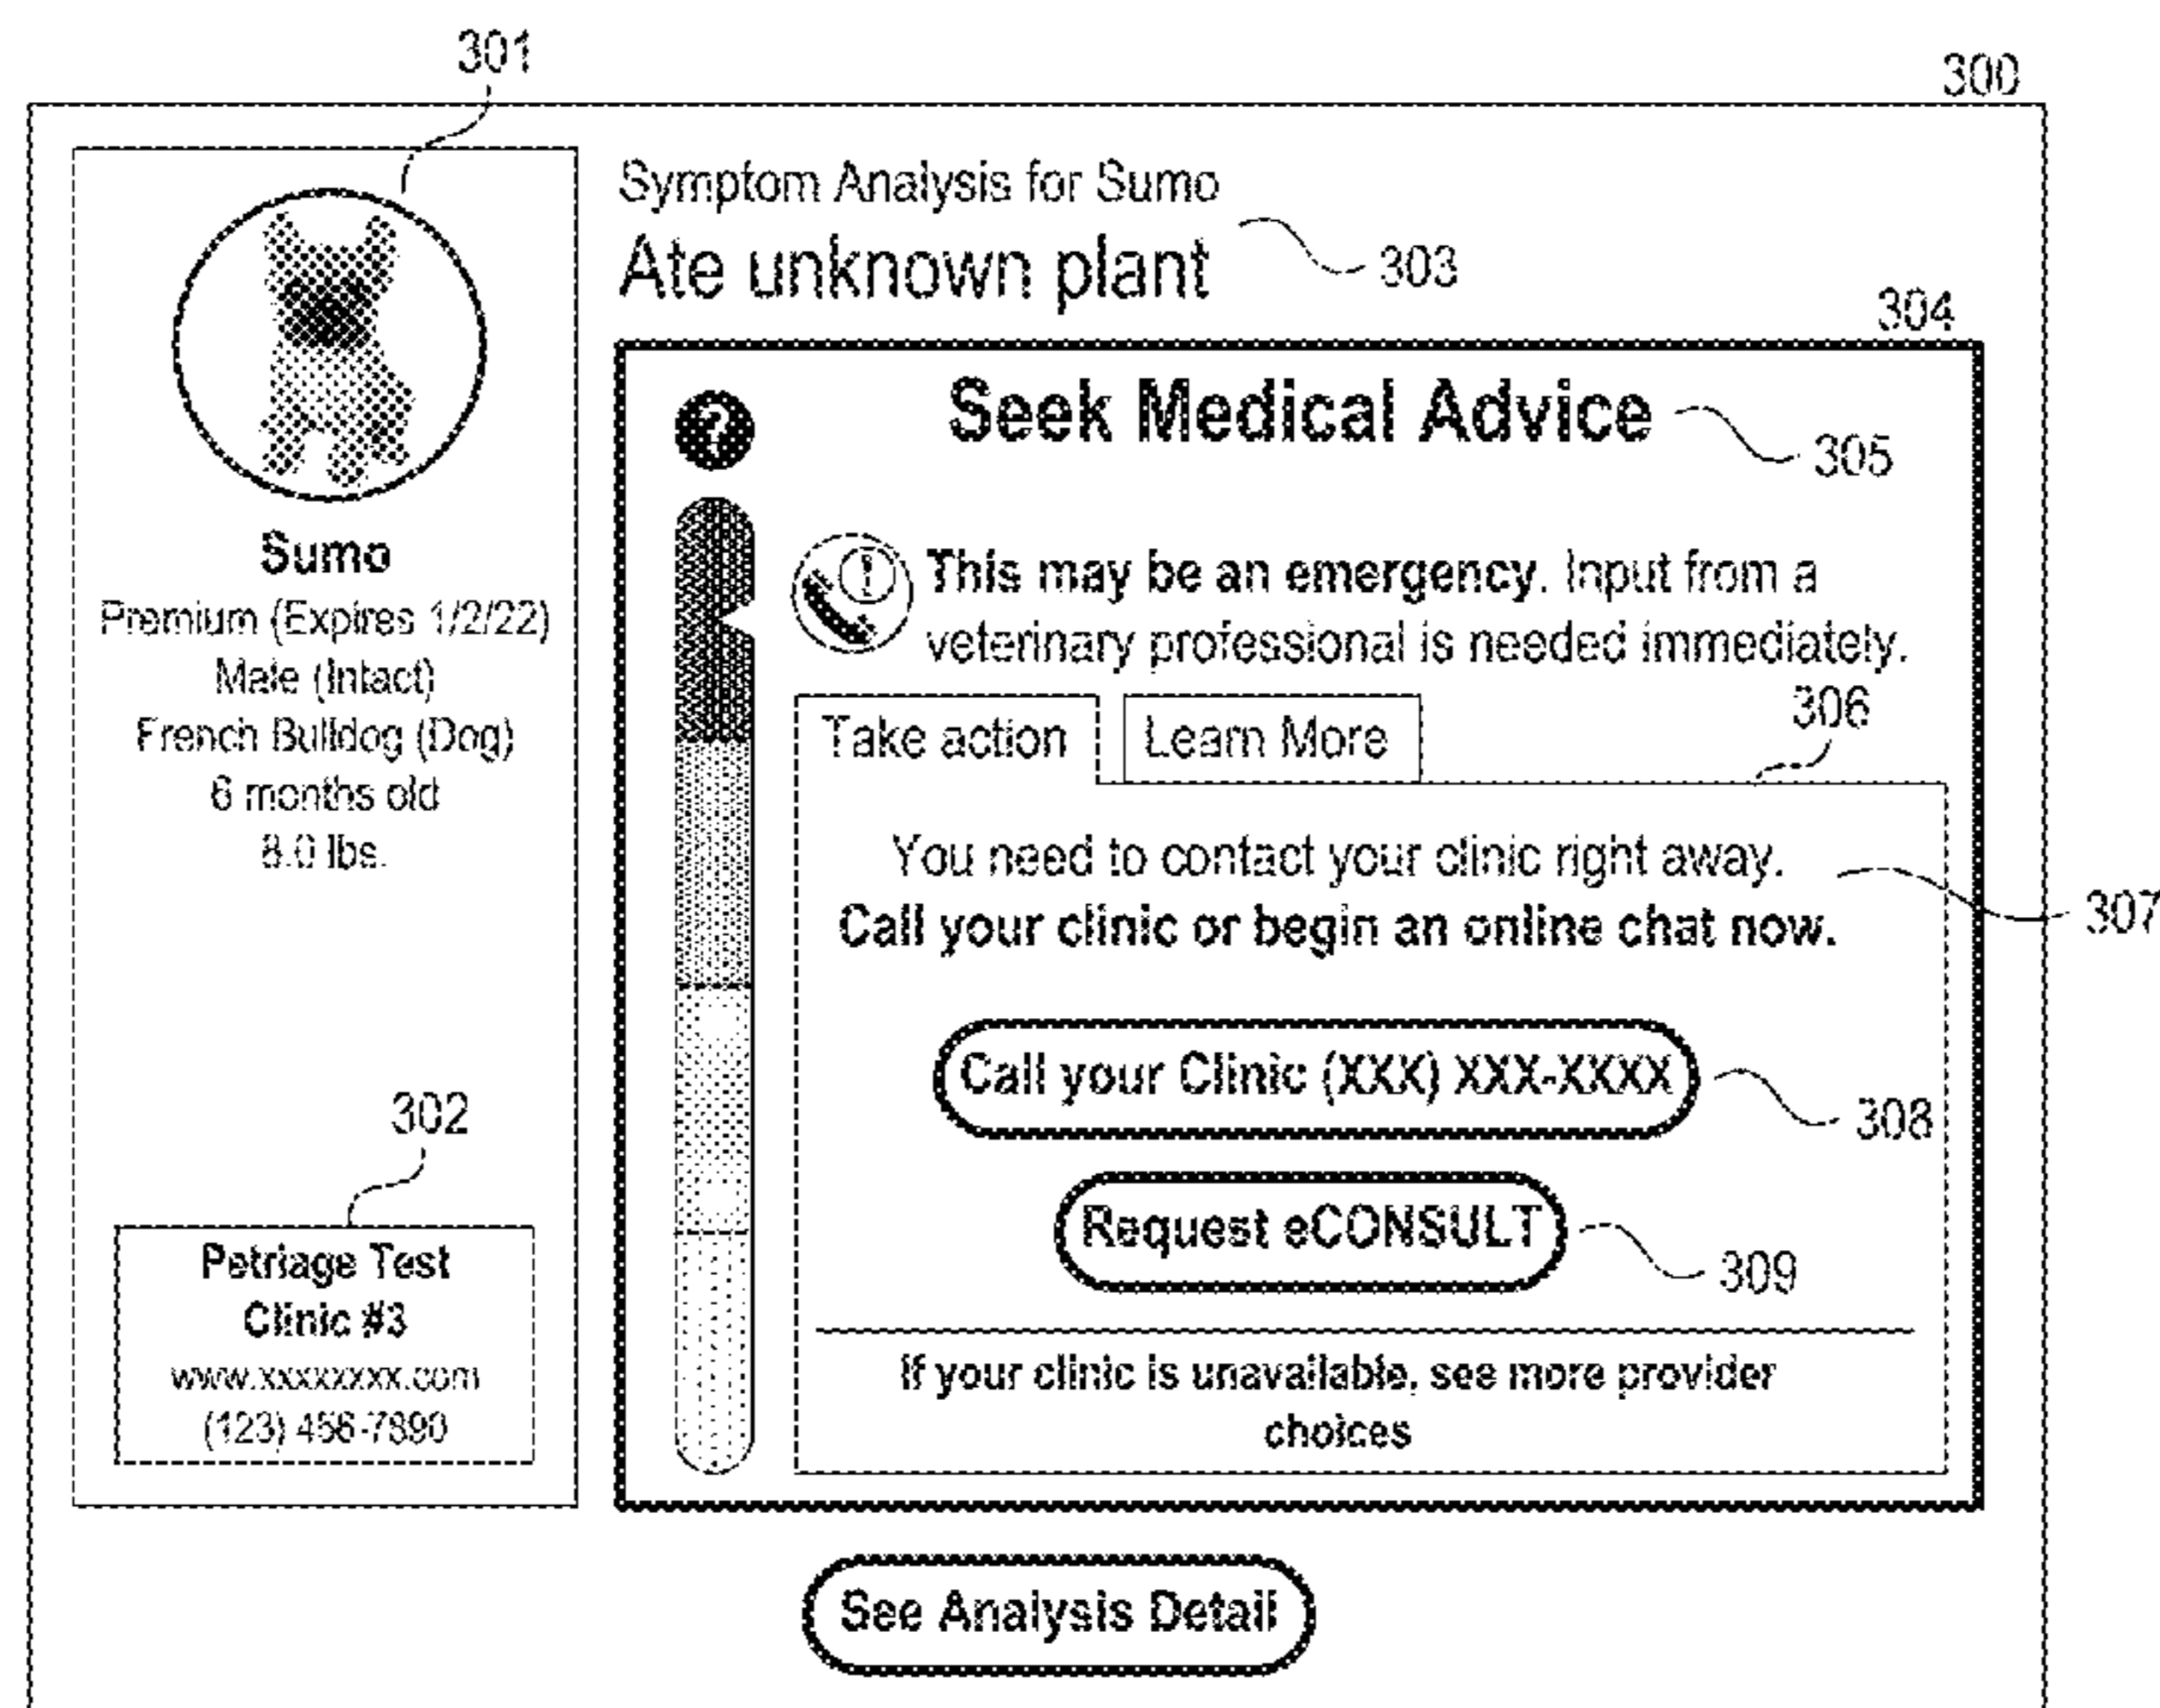 301
300
Symptom Analysis for Sumo
Ate unknown plant
303
304
?
Seek Medical Advice
305
Sumo
Premium (Expires 1/2/22)
Male (Intact)
French Bulldog (Dog)
6 months old
8.0 lbs.
!
This may be an emergency. Input from a
veterinary professional is needed immediately.
306
Take action
Learn More
You need to contact your clinic right away.
Call your clinic or begin an online chat now.
307
Call your Clinic (XXX) XXX-XXXX
308
Request eCONSULT
309
If your clinic is unavailable, see more provider
choices
302
Petriage Test
Clinic #3
www.xxxxxxxx.com
(123) 456-7890
See Analysis Detail